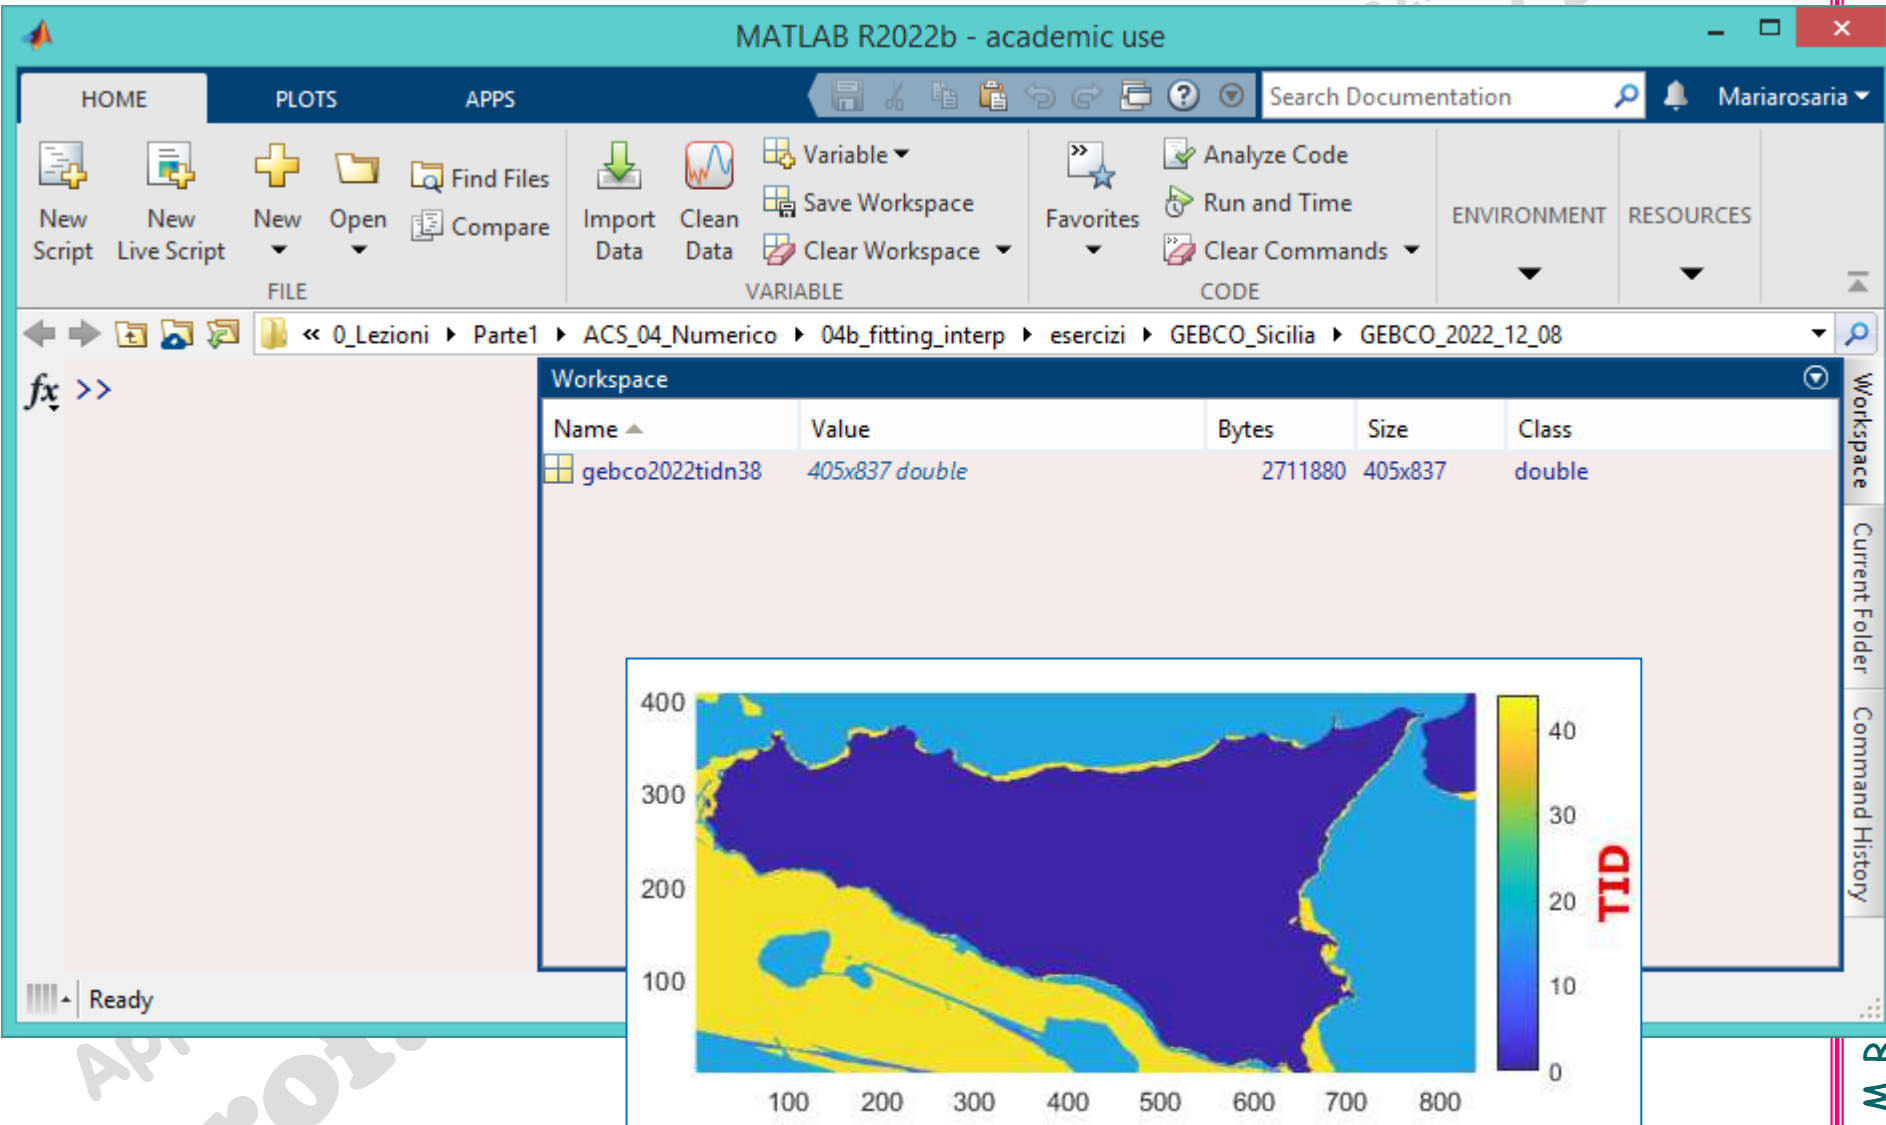 MATLAB R2022b - academic use
HOME PLOTS APPS Search Documentation Mariarosaria
New Script
New Live Script
New
Open
Find Files
Compare
FILE
Import Data
Clean Data
Variable
Save Workspace
Clear Workspace
VARIABLE
Favorites
Analyze Code
Run and Time
Clear Commands
CODE
ENVIRONMENT
RESOURCES
« 0_Lezioni Parte1 ACS_04_Numerico 04b_fitting_interp esercizi GEBCO_Sicilia GEBCO_2022_12_08
fx >>
Workspace
Name Value Bytes Size Class
gebco2022tidn38 405x837 double 2711880 405x837 double
Workspace
Current Folder
Command History
400
300
200
100
100 200 300 400 500 600 700 800
40
30
20
10
0
TID
Ready